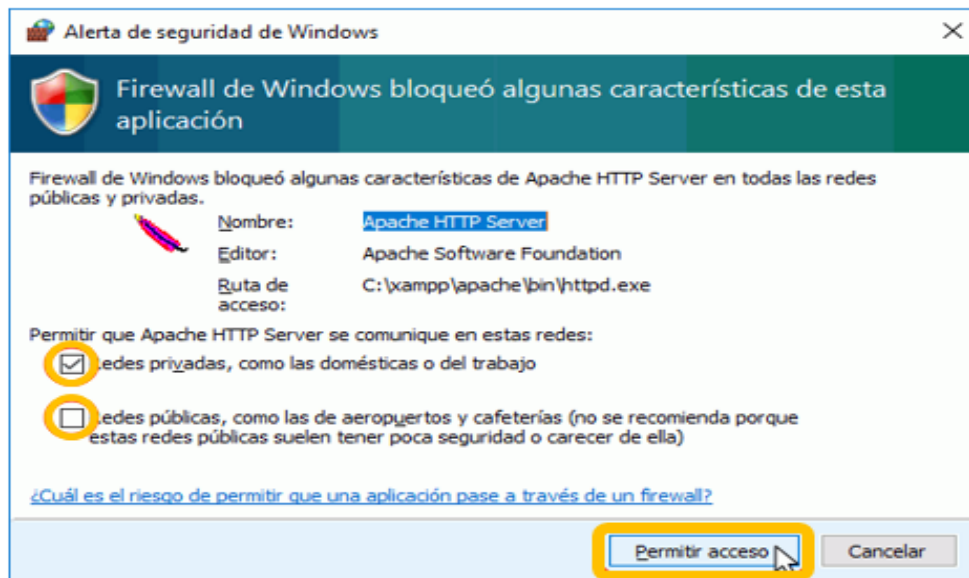 Alerta de seguridad de Windows
Firewall de Windows bloqueó algunas características de esta
aplicación
Firewall de Windows bloqueó algunas características de Apache HTTP Server en todas las redes
públicas y privadas.
Nombre: Apache HTTP Server
Editor: Apache Software Foundation
Ruta de C:\xampp\apache\bin\httpd.exe
acceso:
Permitir que Apache HTTP Server se comunique en estas redes:
Redes privadas, como las domésticas o del trabajo
Redes públicas, como las de aeropuertos y cafeterías (no se recomienda porque
estas redes públicas suelen tener poca seguridad o carecer de ella)
¿Cuál es el riesgo de permitir que una aplicación pase a través de un firewall?
Permitir acceso Cancelar